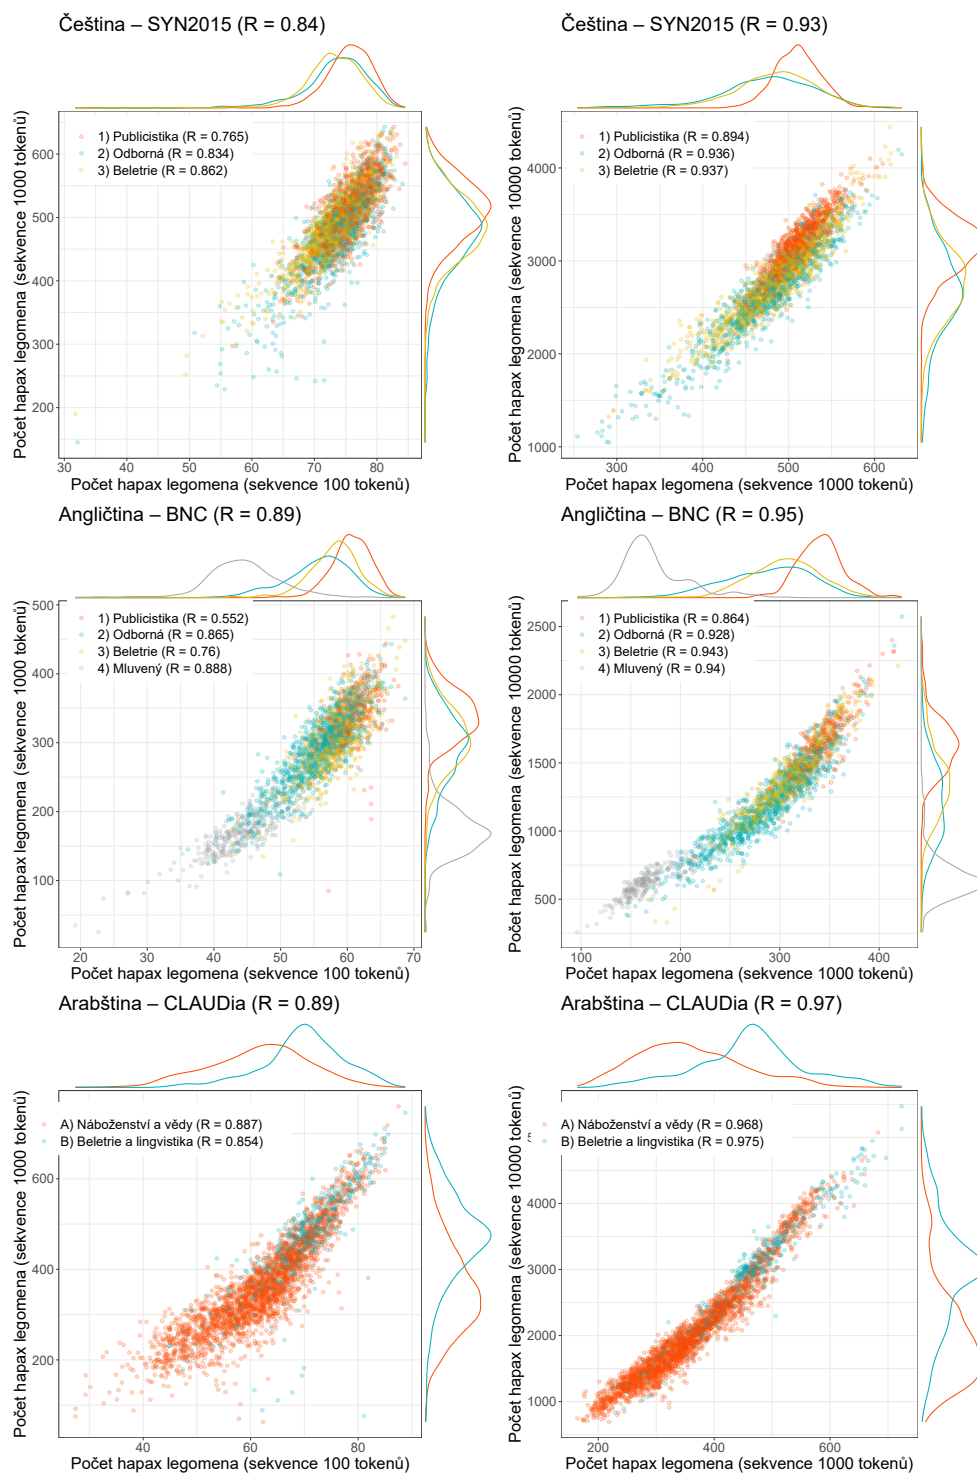 Čeština – SYN2015 (R = 0.84)
1) Publicistika (R = 0.765)
2) Odborná (R = 0.834)
3) Beletrie (R = 0.862)
Počet hapax legomena (sekvence 1000 tokenů)
600
500
400
300
200
30 40 50 60 70 80
Počet hapax legomena (sekvence 100 tokenů)
Čeština – SYN2015 (R = 0.93)
1) Publicistika (R = 0.894)
2) Odborná (R = 0.936)
3) Beletrie (R = 0.937)
Počet hapax legomena (sekvence 10000 tokenů)
4000
3000
2000
1000
300 400 500 600
Počet hapax legomena (sekvence 1000 tokenů)
Angličtina – BNC (R = 0.89)
1) Publicistika (R = 0.552)
2) Odborná (R = 0.865)
3) Beletrie (R = 0.76)
4) Mluvený (R = 0.888)
Počet hapax legomena (sekvence 1000 tokenů)
500
400
300
200
100
20 30 40 50 60 70
Počet hapax legomena (sekvence 100 tokenů)
Angličtina – BNC (R = 0.95)
1) Publicistika (R = 0.864)
2) Odborná (R = 0.928)
3) Beletrie (R = 0.943)
4) Mluvený (R = 0.94)
Počet hapax legomena (sekvence 10000 tokenů)
2500
2000
1500
1000
500
100 200 300 400
Počet hapax legomena (sekvence 1000 tokenů)
Arabština – CLAUDia (R = 0.89)
A) Náboženství a vědy (R = 0.887)
B) Beletrie a lingvistika (R = 0.854)
Počet hapax legomena (sekvence 1000 tokenů)
600
400
200
40 60 80
Počet hapax legomena (sekvence 100 tokenů)
Arabština – CLAUDia (R = 0.97)
A) Náboženství a vědy (R = 0.968)
B) Beletrie a lingvistika (R = 0.975)
Počet hapax legomena (sekvence 10000 tokenů)
4000
3000
2000
1000
200 400 600
Počet hapax legomena (sekvence 1000 tokenů)